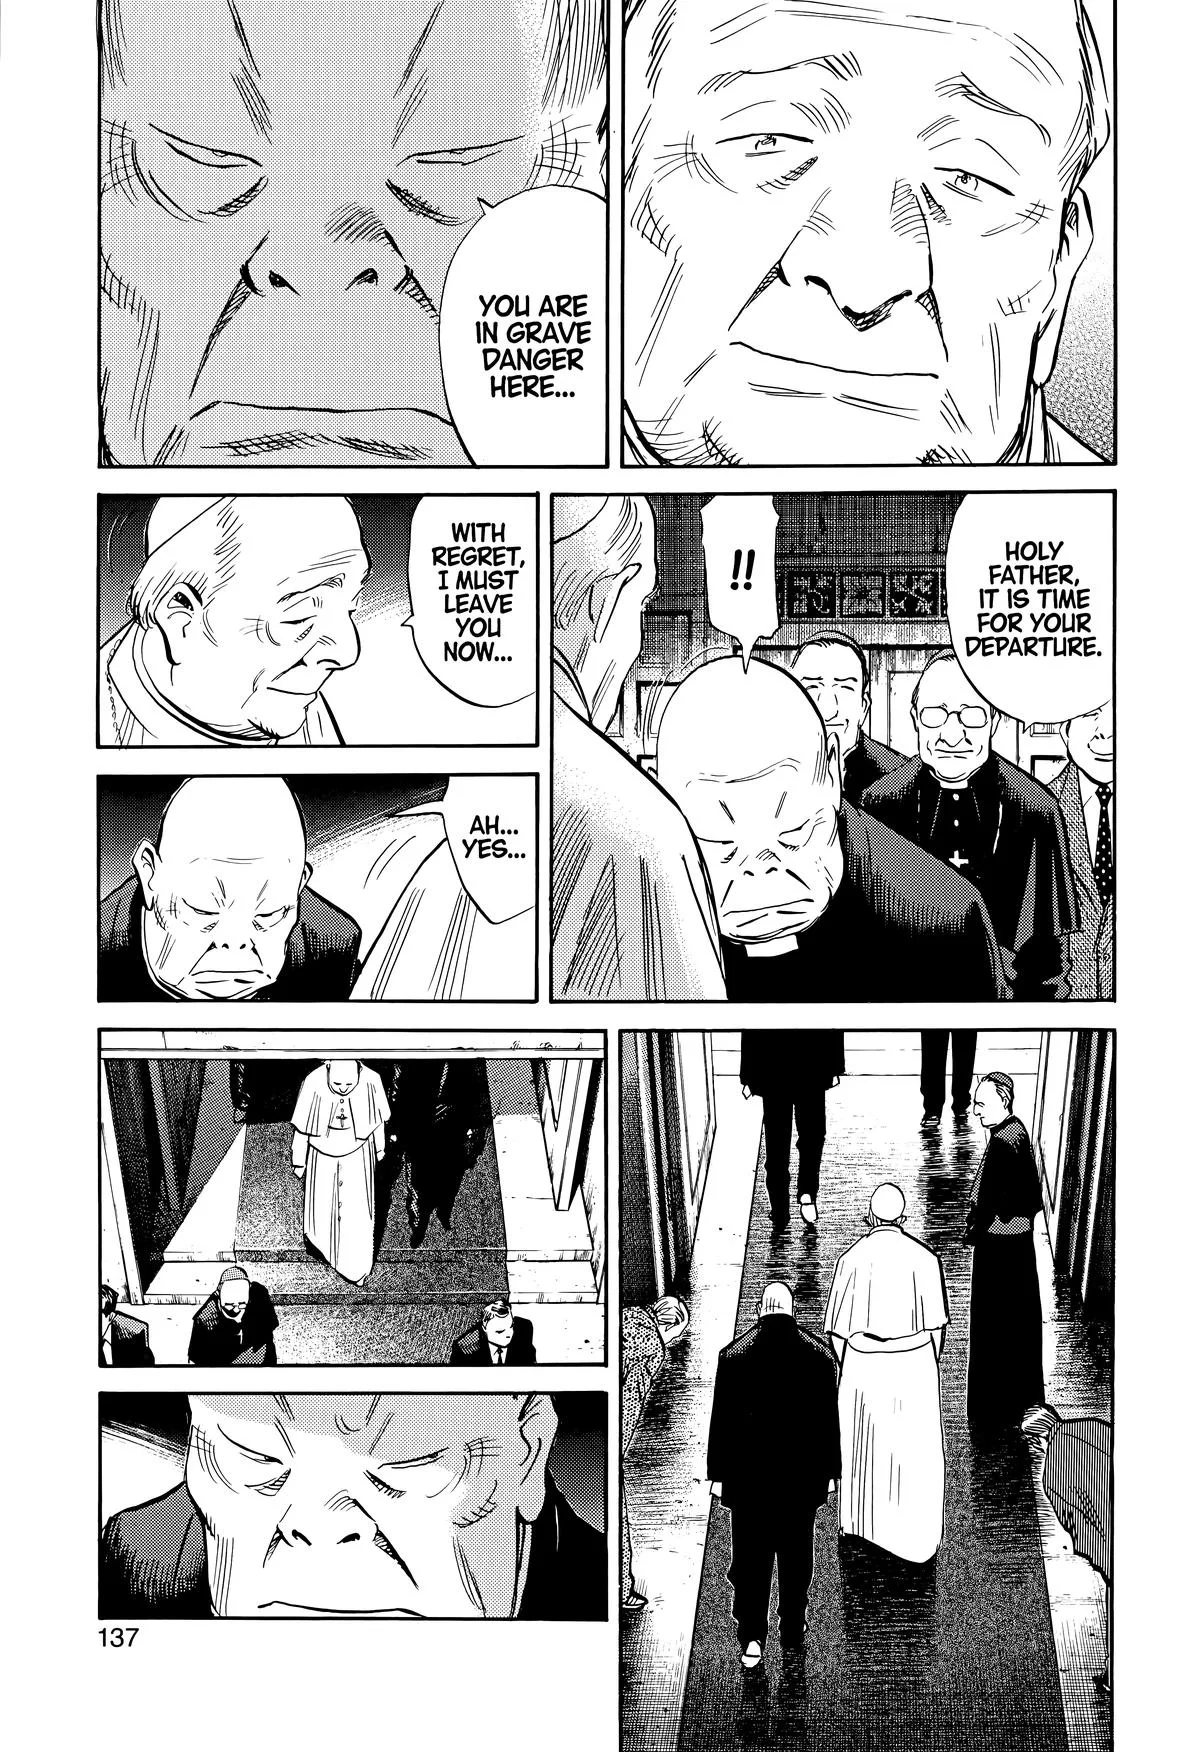 YOU ARE
IN GRAVE
DANGER
HERE...
HOLY
FATHER,
IT IS TIME
FOR YOUR
DEPARTURE.
!!
WITH
REGRET,
I MUST
LEAVE
YOU
NOW...
AH...
YES...
137